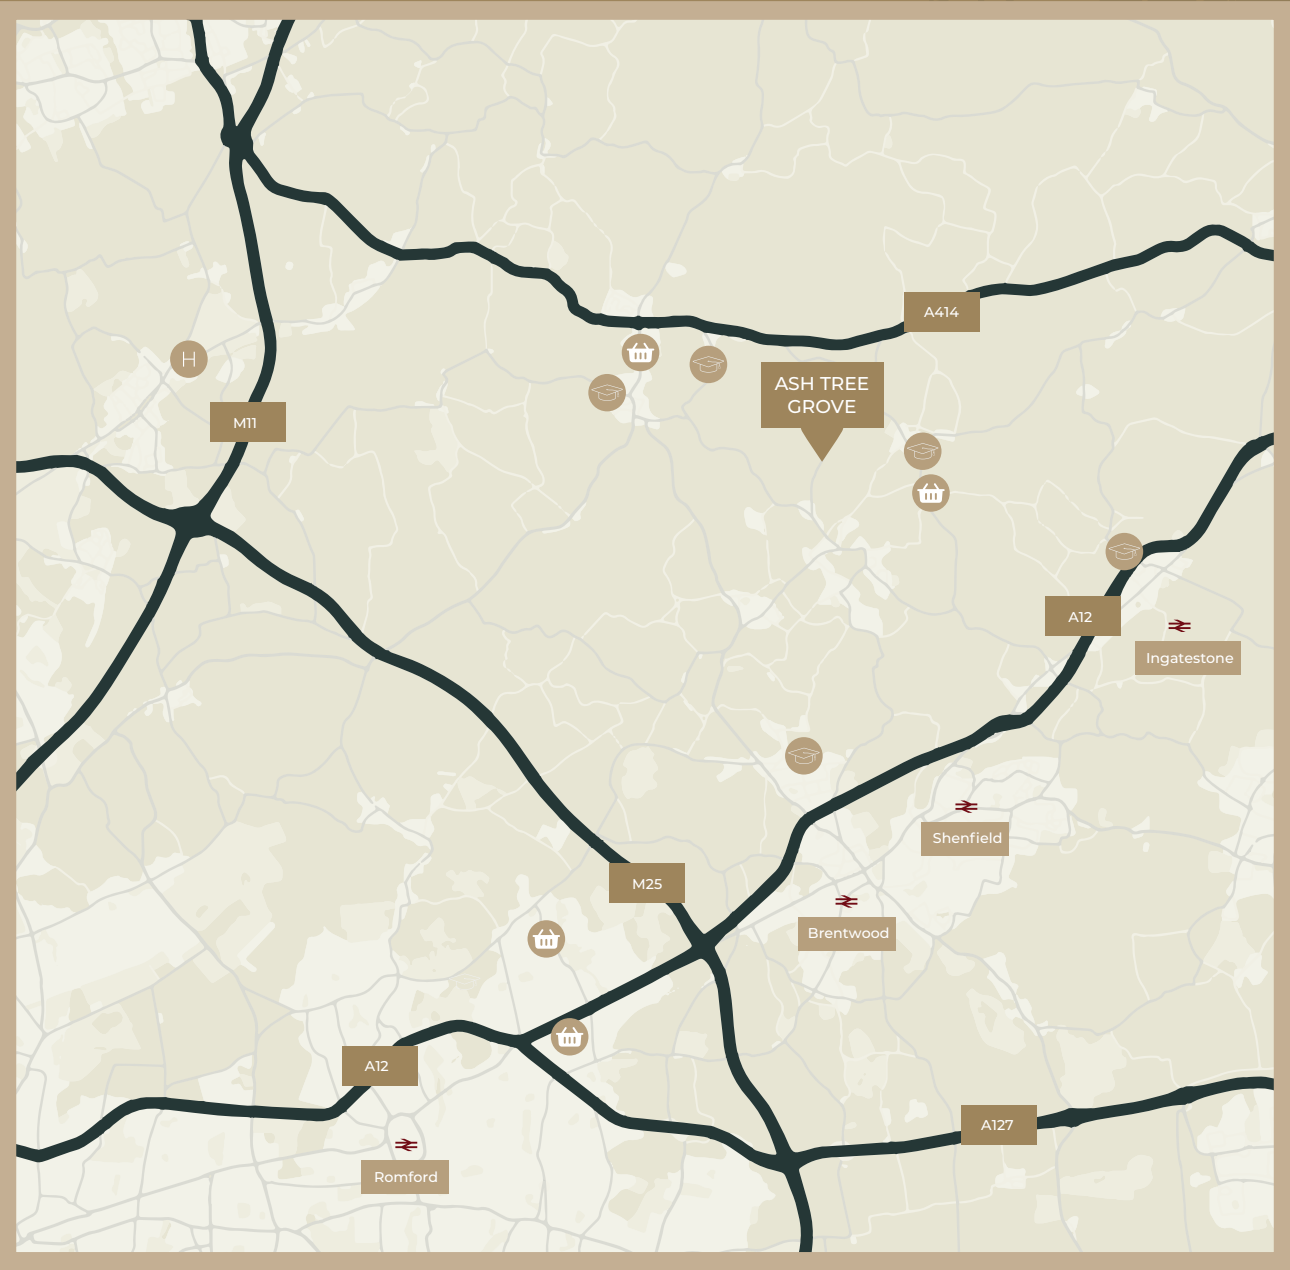 A414
ASH TREE
GROVE
H
M11
A12
Ingatestone
Shenfield
M25
Brentwood
A12
A127
Romford